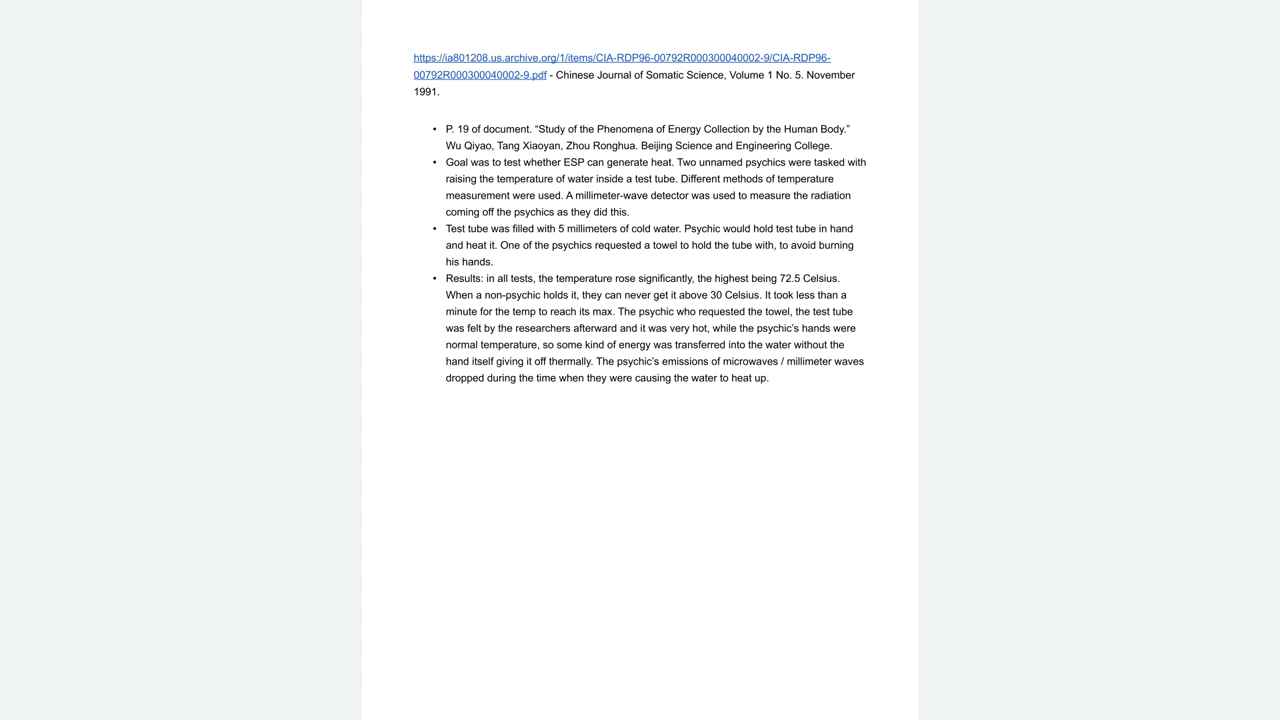 https://ia801208.us.archive.org/1/items/CIA-RDP96-00792R000300040002-9/CIA-RDP96-
00792R000300040002-9.pdf - Chinese Journal of Somatic Science, Volume 1 No. 5. November
1991.
• P. 19 of document. “Study of the Phenomena of Energy Collection by the Human Body.”
Wu Qiyao, Tang Xiaoyan, Zhou Ronghua. Beijing Science and Engineering College.
• Goal was to test whether ESP can generate heat. Two unnamed psychics were tasked with
raising the temperature of water inside a test tube. Different methods of temperature
measurement were used. A millimeter-wave detector was used to measure the radiation
coming off the psychics as they did this.
• Test tube was filled with 5 millimeters of cold water. Psychic would hold test tube in hand
and heat it. One of the psychics requested a towel to hold the tube with, to avoid burning
his hands.
• Results: in all tests, the temperature rose significantly, the highest being 72.5 Celsius.
When a non-psychic holds it, they can never get it above 30 Celsius. It took less than a
minute for the temp to reach its max. The psychic who requested the towel, the test tube
was felt by the researchers afterward and it was very hot, while the psychic’s hands were
normal temperature, so some kind of energy was transferred into the water without the
hand itself giving it off thermally. The psychic’s emissions of microwaves / millimeter waves
dropped during the time when they were causing the water to heat up.